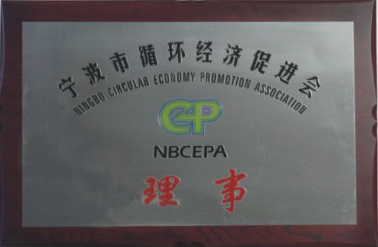 宁波市循环经济促进会
NINGBO CIRCULAR ECONOMY PROMOTION ASSOCIATION
CEP
NBCEPA
理事